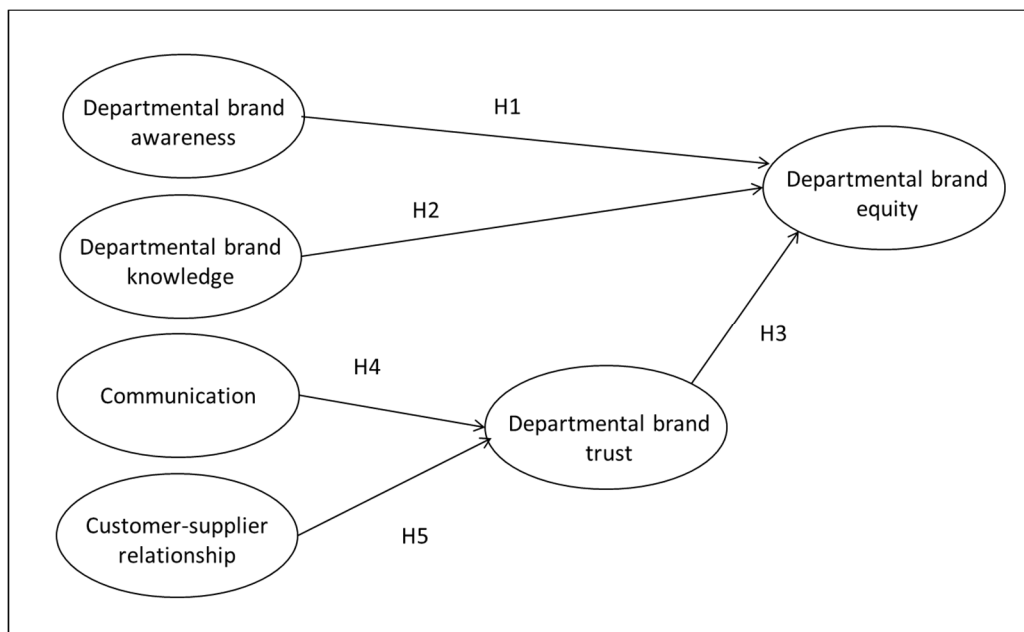 Departmental brand
awareness
H1
Departmental brand
equity
H2
Departmental brand
knowledge
H3
H4
Communication
Departmental brand
trust
Customer-supplier
relationship
H5